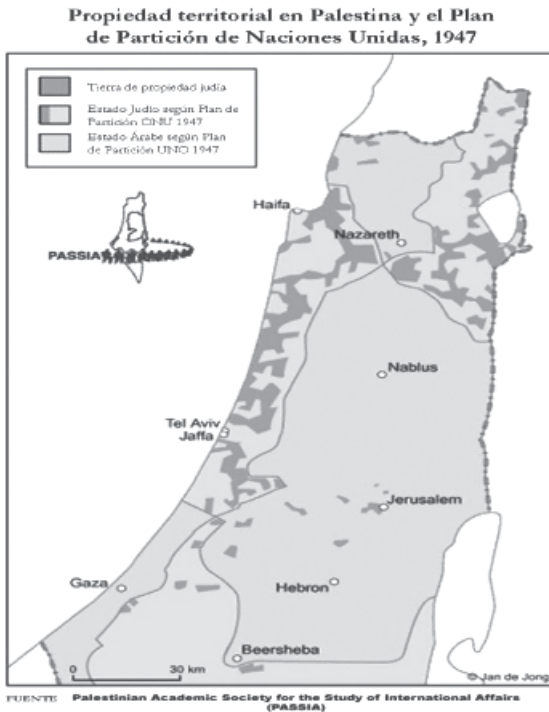 Propiedad territorial en Palestina y el Plan
de Partición de Naciones Unidas, 1947
Tierra de propiedad judía
Estado Judío según Plan de
Partición ONU 1947
Estado Árabe según Plan
de Partición UNO 1947
Haifa
Nazareth
PASSIA
Nablus
Tel Aviv
Jaffa
Jerusalem
Gaza
Hebron
Beersheba
0 30 km
© Jan de Jong
FUENTE Palestinian Academic Society for the Study of International Affairs
(PASSIA)